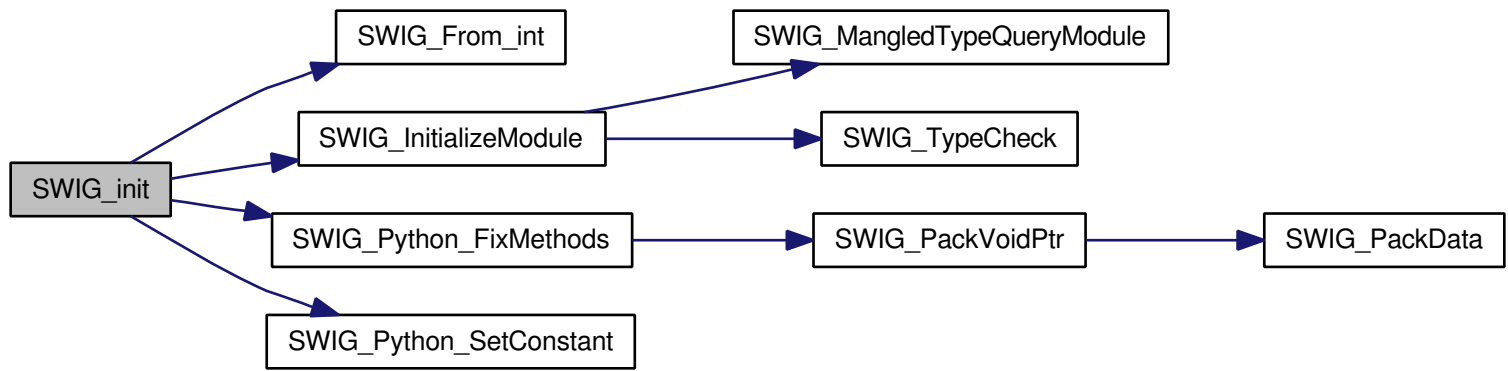 SWIG_From_int
SWIG_MangledTypeQueryModule
SWIG_InitializeModule
SWIG_TypeCheck
SWIG_init
SWIG_Python_FixMethods
SWIG_PackVoidPtr
SWIG_PackData
SWIG_Python_SetConstant